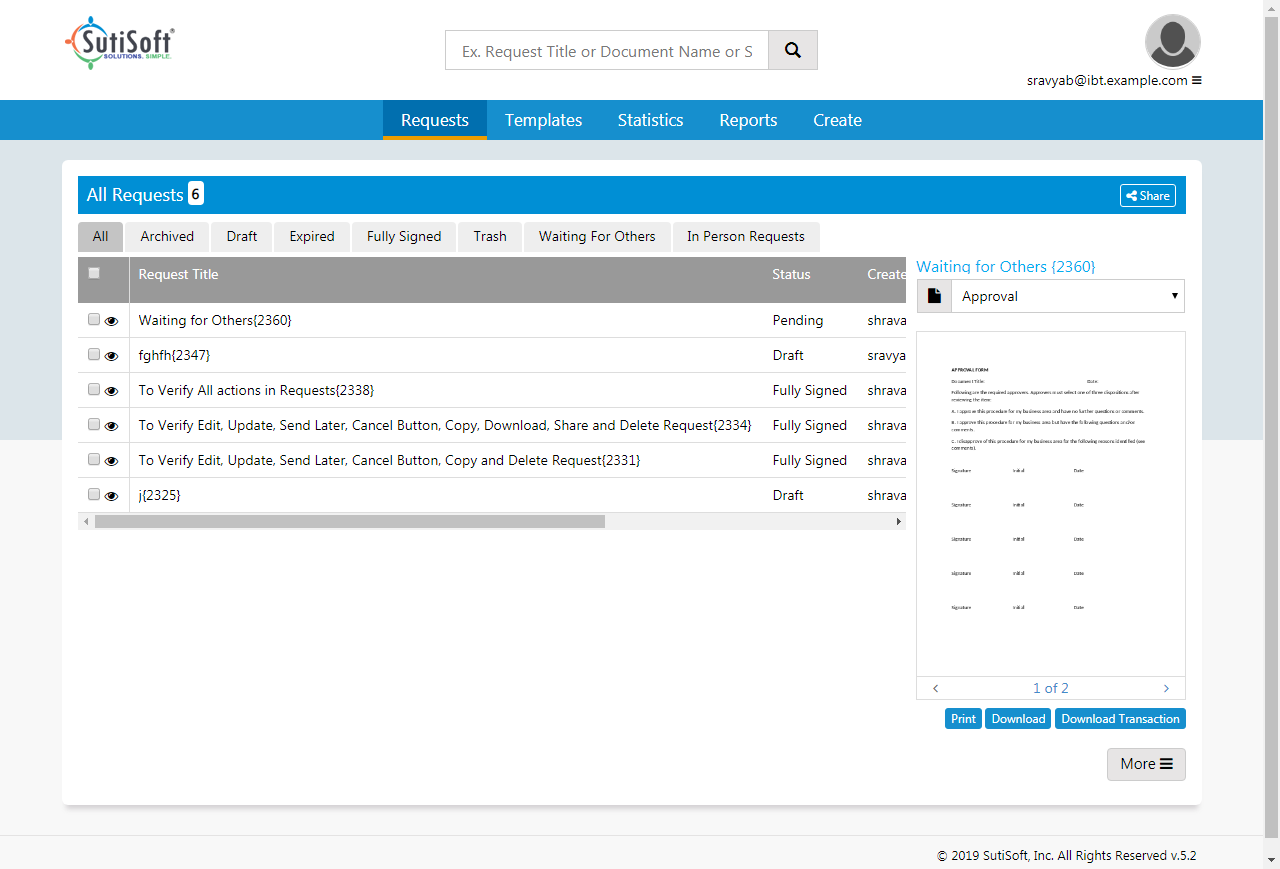 SutiSoft®
SOLUTIONS. SIMPLE.
Ex. Request Title or Document Name or S
sravyab@ibt.example.com
Requests Templates Statistics Reports Create
All Requests 6
Share
All Archived Draft Expired Fully Signed Trash Waiting For Others In Person Requests
Request Title Status Create
Waiting for Others{2360} Pending shrava
fghfh{2347} Draft sravya
To Verify All actions in Requests{2338} Fully Signed shrava
To Verify Edit, Update, Send Later, Cancel Button, Copy, Download, Share and Delete Request{2334} Fully Signed shrava
To Verify Edit, Update, Send Later, Cancel Button, Copy and Delete Request{2331} Fully Signed shrava
j{2325} Draft shrava
Waiting for Others {2360}
Approval
APPROVAL FORM
Document Title: Date:
Following are the required approvers. Approvers must select one of three dispositions after
reviewing the item:
A. I approve this procedure for my business area and have no further questions or comments.
B. I approve this procedure for my business area but have the following questions and/or
comments.
C. I disapprove of this procedure for my business area for the following reasons identified (see
comments).
Signature Initial Date
Signature Initial Date
Signature Initial Date
Signature Initial Date
Signature Initial Date
1 of 2
Print Download Download Transaction
More
© 2019 SutiSoft, Inc. All Rights Reserved v.5.2